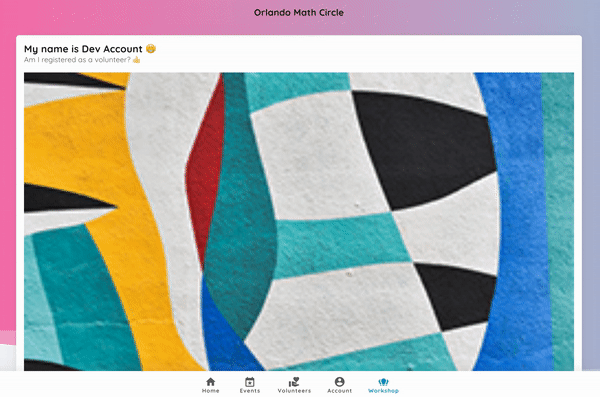 Orlando Math Circle
My name is Dev Account 🤭
Am I registered as a volunteer? 👍
Home Events Volunteers Account Workshop